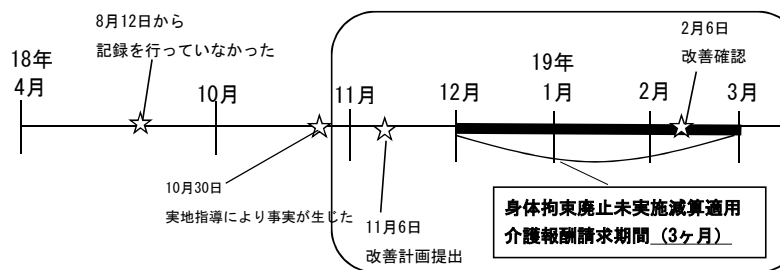 8月12日から
記録を行っていなかった
18年
4月
10月
11月
12月
19年
1月
2月
3月
2月6日
改善確認
10月30日
実地指導により事実が生じた
11月6日
改善計画提出
身体拘束廃止未実施減算適用
介護報酬請求期間（3ヶ月）